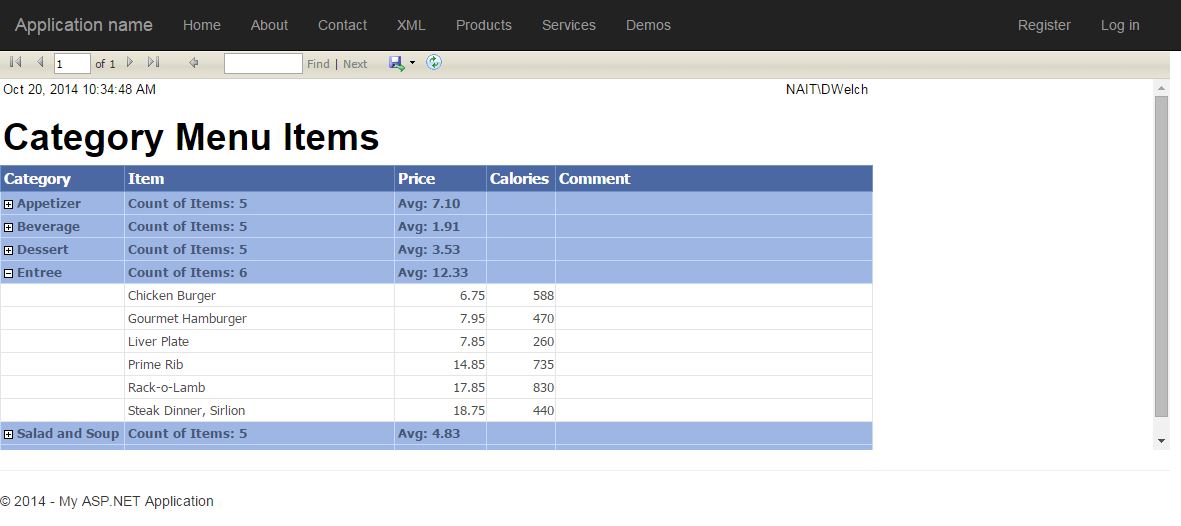 Application name Home About Contact XML Products Services Demos Register Log in
1 of 1 Find | Next
Oct 20, 2014 10:34:48 AM NAIT\DWelch
Category Menu Items
Category Item Price Calories Comment
Appetizer Count of Items: 5 Avg: 7.10
Beverage Count of Items: 5 Avg: 1.91
Dessert Count of Items: 5 Avg: 3.53
Entree Count of Items: 6 Avg: 12.33
Chicken Burger 6.75 588
Gourmet Hamburger 7.95 470
Liver Plate 7.85 260
Prime Rib 14.85 735
Rack-o-Lamb 17.85 830
Steak Dinner, Sirlion 18.75 440
Salad and Soup Count of Items: 5 Avg: 4.83
© 2014 - My ASP.NET Application